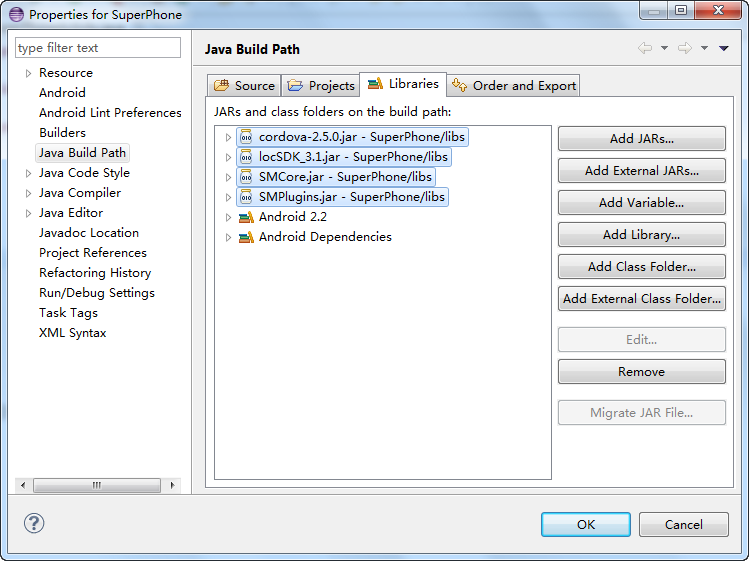 Properties for SuperPhone
type filter text
Resource
Android
Android Lint Preferences
Builders
Java Build Path
Java Code Style
Java Compiler
Java Editor
Javadoc Location
Project References
Refactoring History
Run/Debug Settings
Task Tags
XML Syntax
Java Build Path
Source
Projects
Libraries
Order and Export
JARs and class folders on the build path:
cordova-2.5.0.jar - SuperPhone/libs
locSDK_3.1.jar - SuperPhone/libs
SMCore.jar - SuperPhone/libs
SMPlugins.jar - SuperPhone/libs
Android 2.2
Android Dependencies
Add JARs...
Add External JARs...
Add Variable...
Add Library...
Add Class Folder...
Add External Class Folder...
Edit...
Remove
Migrate JAR File...
OK
Cancel